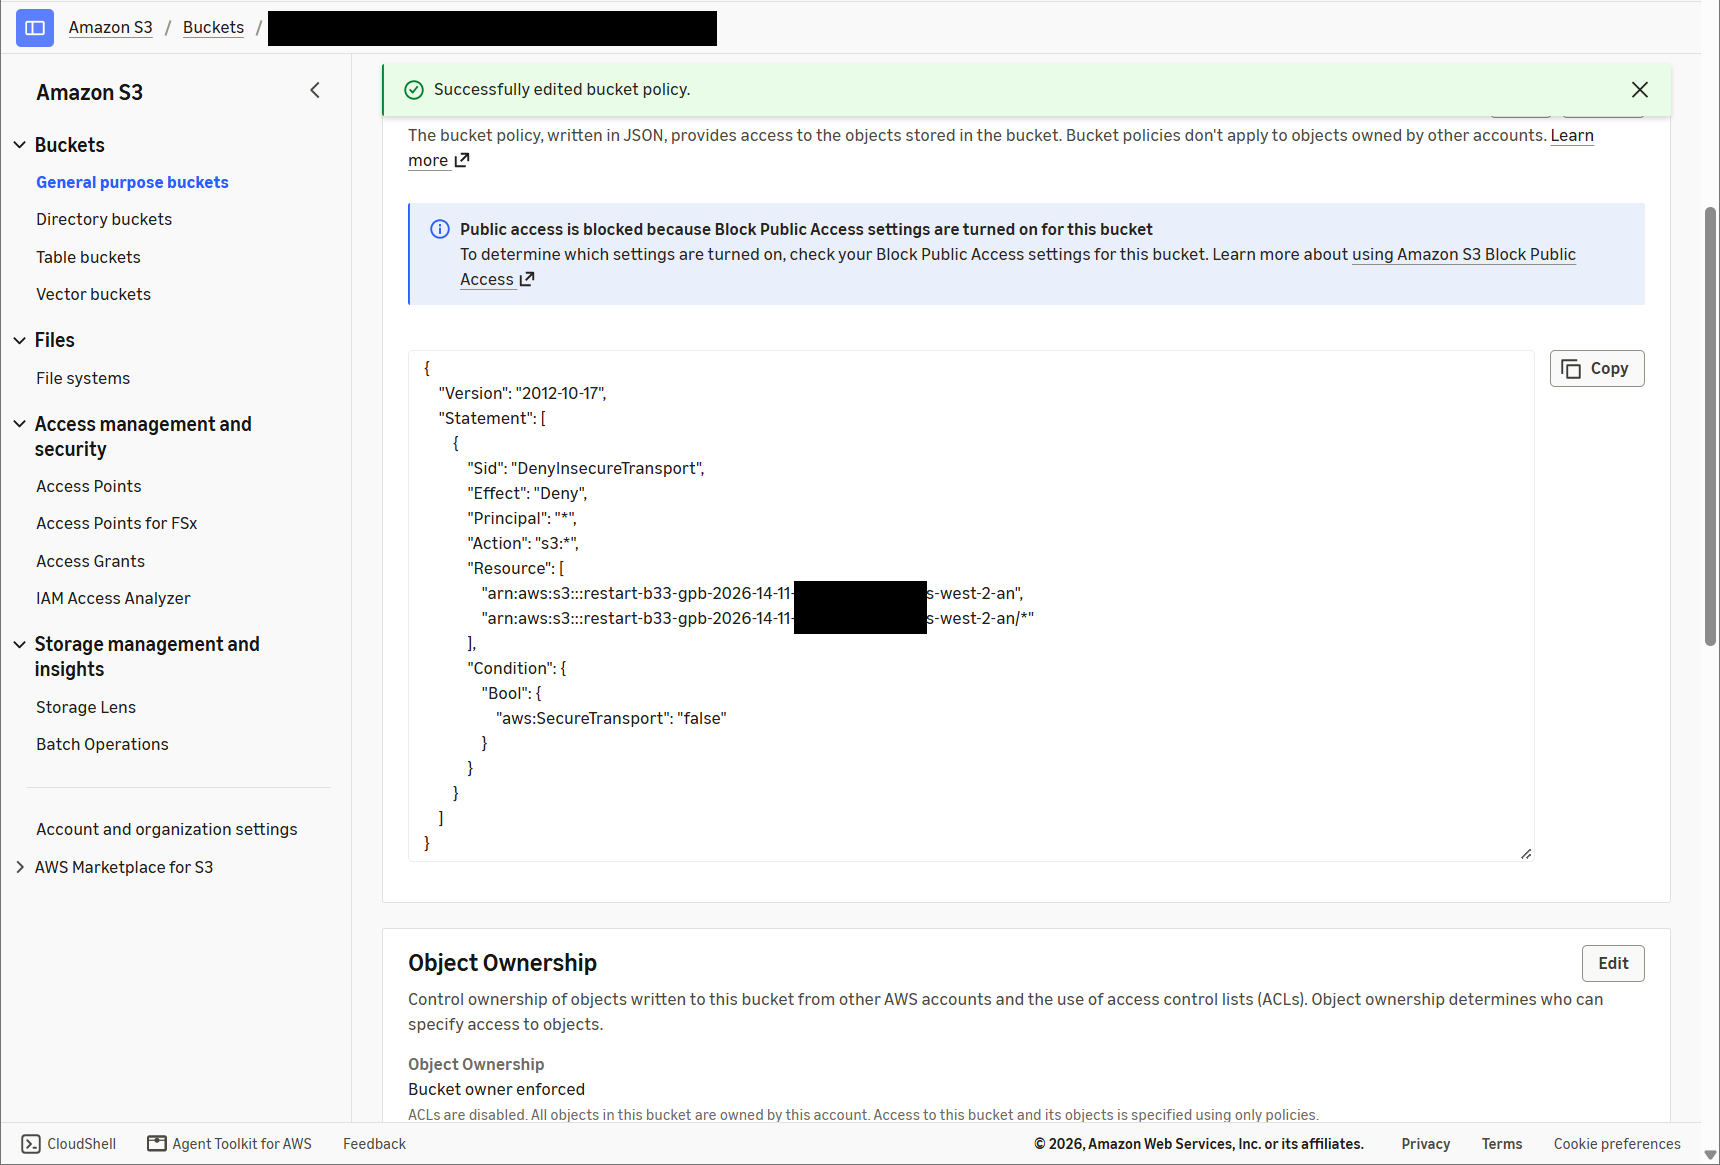 Amazon S3 / Buckets /
Amazon S3
Buckets
General purpose buckets
Directory buckets
Table buckets
Vector buckets
Files
File systems
Access management and
security
Access Points
Access Points for FSx
Access Grants
IAM Access Analyzer
Storage management and
insights
Storage Lens
Batch Operations
Account and organization settings
AWS Marketplace for S3
Successfully edited bucket policy.
The bucket policy, written in JSON, provides access to the objects stored in the bucket. Bucket policies don't apply to objects owned by other accounts. Learn
more
Public access is blocked because Block Public Access settings are turned on for this bucket
To determine which settings are turned on, check your Block Public Access settings for this bucket. Learn more about using Amazon S3 Block Public
Access
Copy
{
"Version": "2012-10-17",
"Statement": [
{
"Sid": "DenyInsecureTransport",
"Effect": "Deny",
"Principal": "*",
"Action": "s3:*",
"Resource": [
"arn:aws:s3:::restart-b33-gpb-2026-14-11- s-west-2-an",
"arn:aws:s3:::restart-b33-gpb-2026-14-11- s-west-2-an/*"
],
"Condition": {
"Bool": {
"aws:SecureTransport": "false"
}
}
}
]
}
Object Ownership
Edit
Control ownership of objects written to this bucket from other AWS accounts and the use of access control lists (ACLs). Object ownership determines who can
specify access to objects.
Object Ownership
Bucket owner enforced
ACLs are disabled. All objects in this bucket are owned by this account. Access to this bucket and its objects is specified using only policies.
CloudShell Agent Toolkit for AWS Feedback © 2026, Amazon Web Services, Inc. or its affiliates. Privacy Terms Cookie preferences